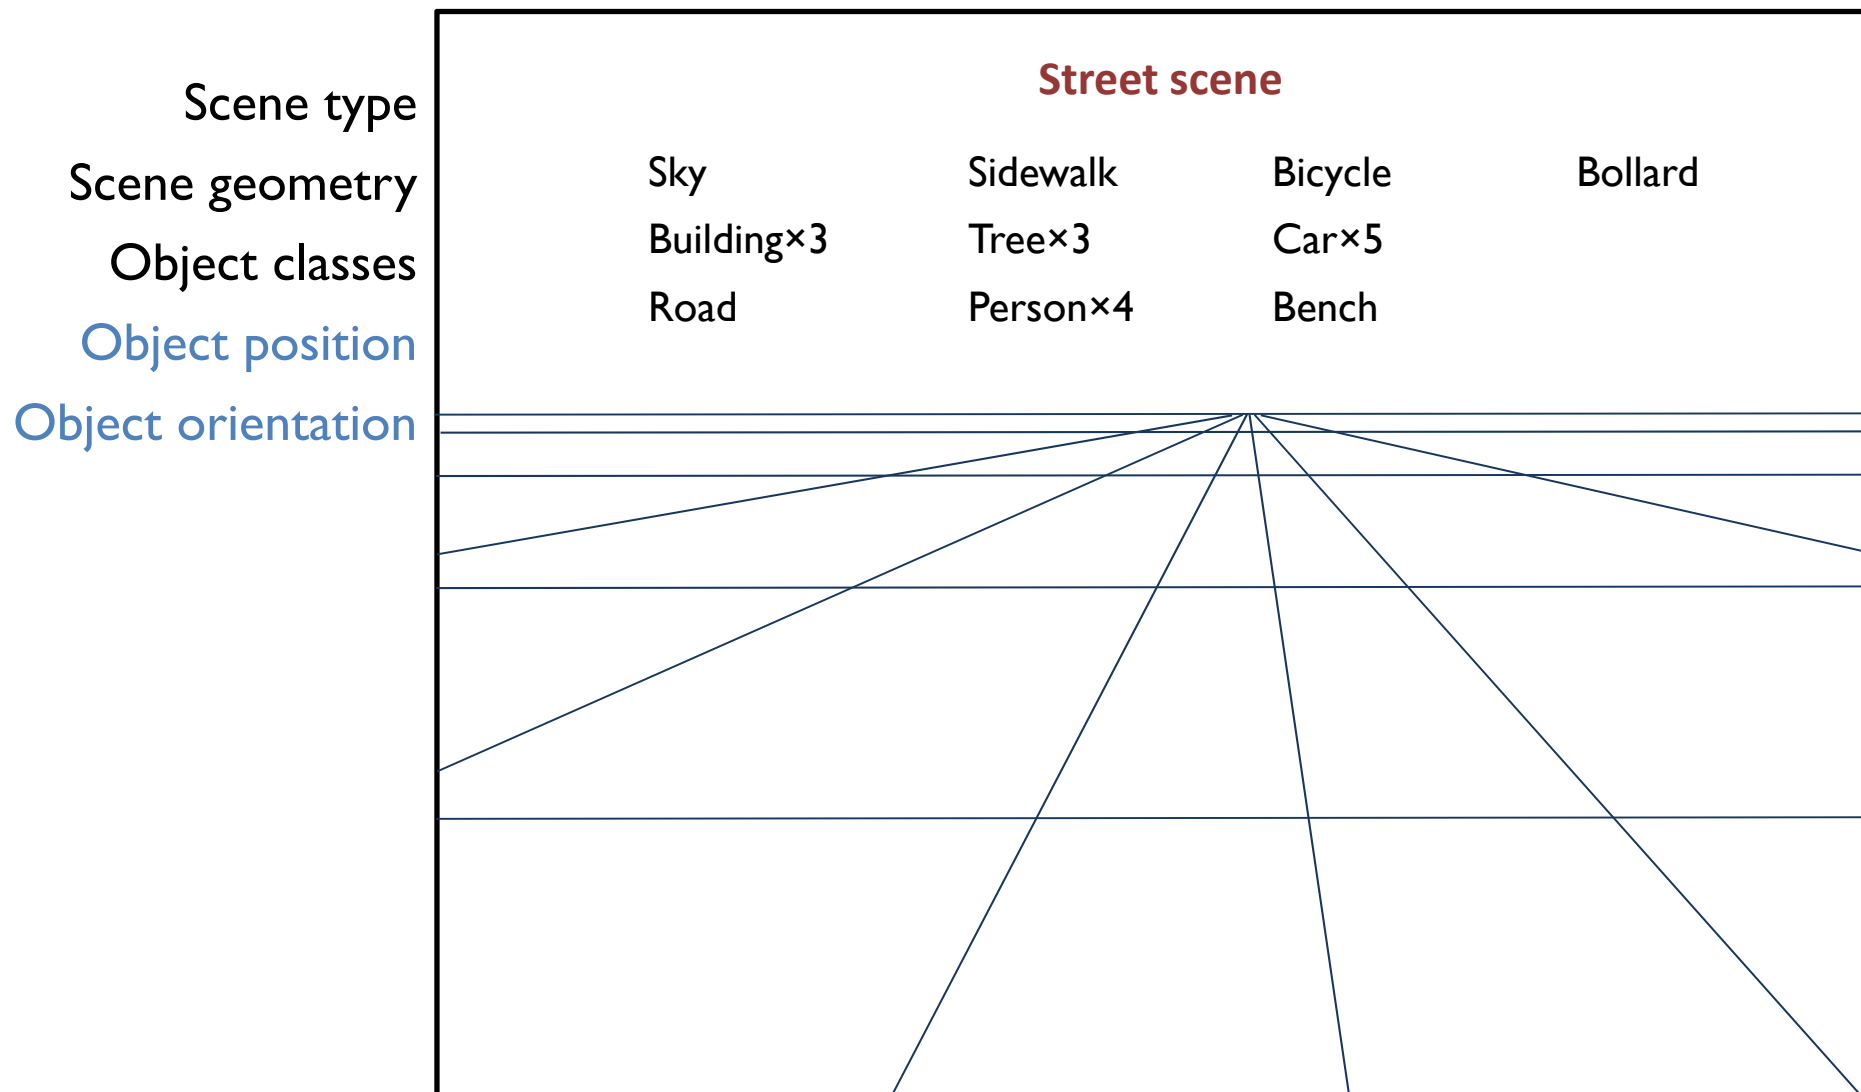 Scene type
Scene geometry
Object classes
Object position
Object orientation
Street scene
Sky Sidewalk Bicycle Bollard
Building×3 Tree×3 Car×5
Road Person×4 Bench